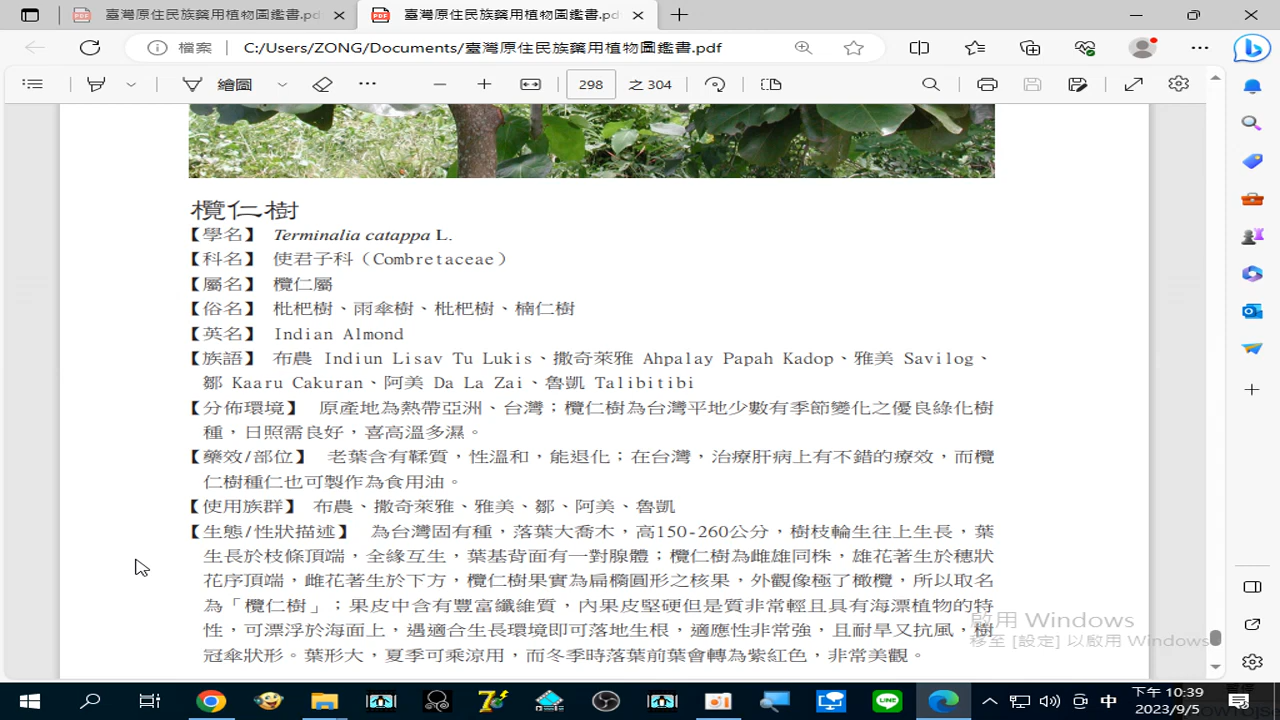 臺灣原住民族藥用植物圖鑑書.pdf
臺灣原住民族藥用植物圖鑑書.pdf
檔案
C:/Users/ZONG/Documents/臺灣原住民族藥用植物圖鑑書.pdf
繪圖
298
之 304
欖仁樹
【學名】 Terminalia catappa L.
【科名】 使君子科（Combretaceae）
【屬名】 欖仁屬
【俗名】 枇杷樹、雨傘樹、枇杷樹、楠仁樹
【英名】 Indian Almond
【族語】 布農 Indiun Lisav Tu Lukis、撒奇萊雅 Ahpalay Papah Kadop、雅美 Savilog、
鄒 Kaaru Cakuran、阿美 Da La Zai、魯凱 Talibitibi
【分佈環境】 原產地為熱帶亞洲、台灣；欖仁樹為台灣平地少數有季節變化之優良綠化樹
種，日照需良好，喜高溫多濕。
【藥效/部位】 老葉含有鞣質，性溫和，能退化；在台灣，治療肝病上有不錯的療效，而欖
仁樹種仁也可製作為食用油。
【使用族群】 布農、撒奇萊雅、雅美、鄒、阿美、魯凱
【生態/性狀描述】 為台灣固有種，落葉大喬木，高150-260公分，樹枝輪生往上生長，葉
生長於枝條頂端，全緣互生，葉基背面有一對腺體；欖仁樹為雌雄同株，雄花著生於穗狀
花序頂端，雌花著生於下方，欖仁樹果實為扁橢圓形之核果，外觀像極了橄欖，所以取名
為「欖仁樹」；果皮中含有豐富纖維質，內果皮堅硬但是質非常輕且具有海漂植物的特
性，可漂浮於海面上，遇適合生長環境即可落地生根，適應性非常強，且耐旱又抗風，樹
冠傘狀形。葉形大，夏季可乘涼用，而冬季時落葉前葉會轉為紫紅色，非常美觀。
啟用 Windows
移至 [設定] 以啟用 Windows。
中
下午 10:39
2023/9/5